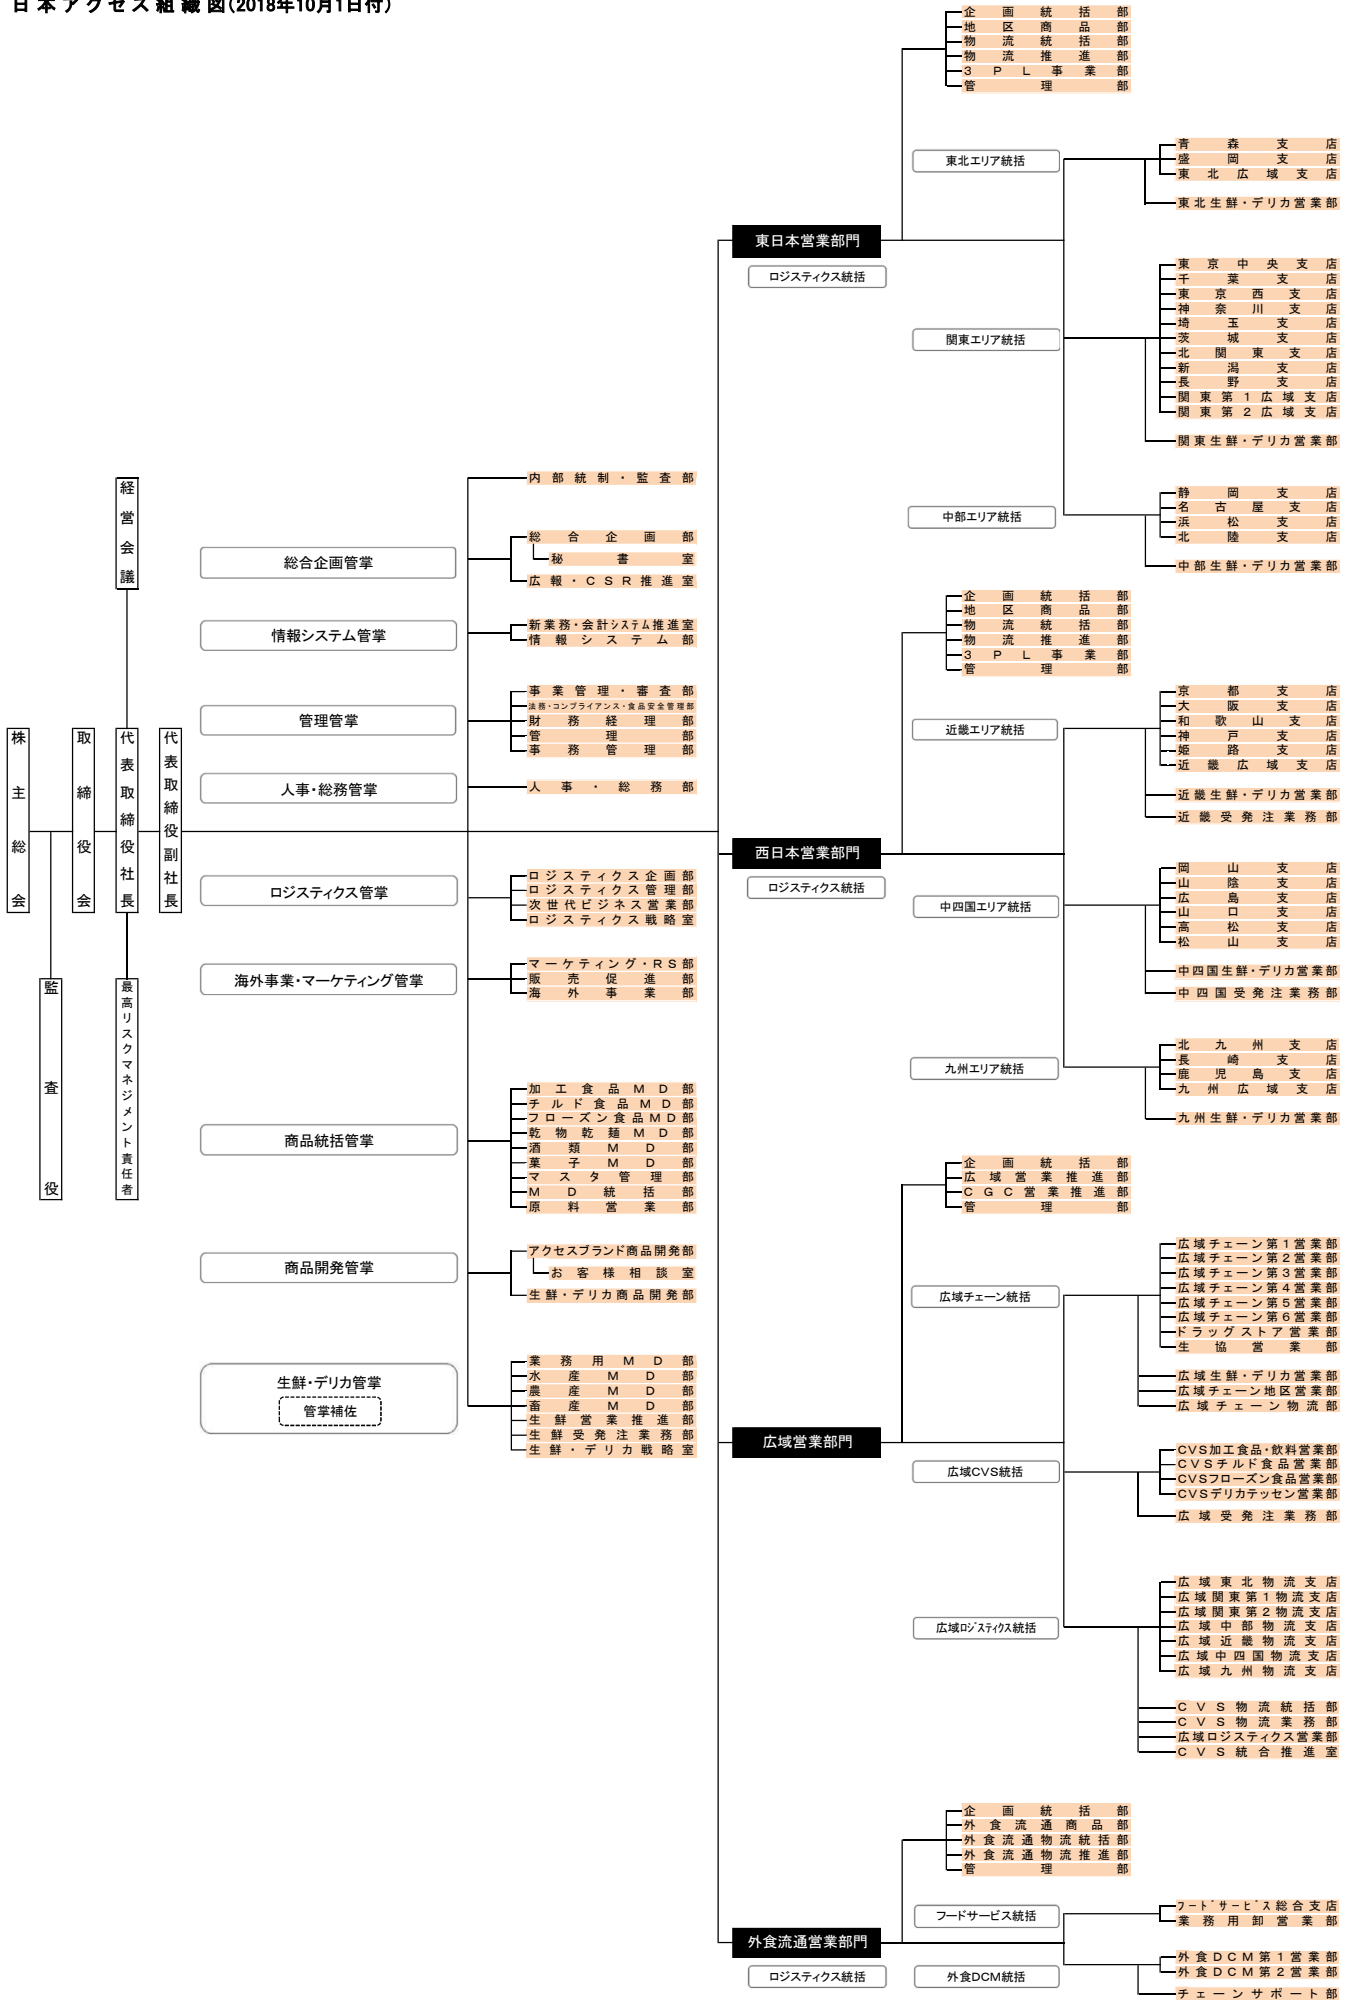 日本アクセス組織図(2018年10月1日付)
株主総会
監査役
取締役会
経営会議
代表取締役社長
最高リスクマネジメント責任者
代表取締役副社長
内部統制・監査部
総合企画管掌
総合企画部
秘書室
広報・CSR推進室
情報システム管掌
新業務・会計システム推進室
情報システム部
管理管掌
事業管理・審査部
法務・コンプライアンス・食品安全管理部
財務経理部
管理部
事務管理部
人事・総務管掌
人事・総務部
ロジスティクス管掌
ロジスティクス企画部
ロジスティクス管理部
次世代ビジネス営業部
ロジスティクス戦略室
海外事業・マーケティング管掌
マーケティング・RS部
販売促進部
海外事業部
商品統括管掌
加工食品MD部
チルド食品MD部
フローズン食品MD部
乾物乾麺MD部
酒類MD部
菓子MD部
マスタ管理部
MD統括部
原料営業部
商品開発管掌
アクセスブランド商品開発部
お客様相談室
生鮮・デリカ商品開発部
生鮮・デリカ管掌
管掌補佐
業務用MD部
水産MD部
農産MD部
畜産MD部
生鮮営業推進部
生鮮受発注業務部
生鮮・デリカ戦略室
東日本営業部門
ロジスティクス統括
企画統括部
地区商品部
物流統括部
物流推進部
3PL事業部
管理部
東北エリア統括
青森支店
盛岡支店
東北広域支店
東北生鮮・デリカ営業部
関東エリア統括
東京中央支店
千葉支店
東京西支店
神奈川支店
埼玉支店
茨城支店
北関東支店
新潟支店
長野支店
関東第1広域支店
関東第2広域支店
関東生鮮・デリカ営業部
中部エリア統括
静岡支店
名古屋支店
浜松支店
北陸支店
中部生鮮・デリカ営業部
西日本営業部門
ロジスティクス統括
企画統括部
地区商品部
物流統括部
物流推進部
3PL事業部
管理部
近畿エリア統括
京都支店
大阪支店
和歌山支店
神戸支店
姫路支店
近畿広域支店
近畿生鮮・デリカ営業部
近畿受発注業務部
中四国エリア統括
岡山支店
山陰支店
広島支店
山口支店
高松支店
松山支店
中四国生鮮・デリカ営業部
中四国受発注業務部
九州エリア統括
北九州支店
長崎支店
鹿児島支店
九州広域支店
九州生鮮・デリカ営業部
広域営業部門
企画統括部
広域営業推進部
CGC営業推進部
管理部
広域チェーン統括
広域チェーン第1営業部
広域チェーン第2営業部
広域チェーン第3営業部
広域チェーン第4営業部
広域チェーン第5営業部
広域チェーン第6営業部
ドラッグストア営業部
生協営業部
広域生鮮・デリカ営業部
広域チェーン地区営業部
広域チェーン物流部
広域CVS統括
CVS加工食品・飲料営業部
CVSチルド食品営業部
CVSフローズン食品営業部
CVSデリカテッセン営業部
広域受発注業務部
広域ロジスティクス統括
広域東北物流支店
広域関東第1物流支店
広域関東第2物流支店
広域中部物流支店
広域近畿物流支店
広域中四国物流支店
広域九州物流支店
CVS物流統括部
CVS物流業務部
広域ロジスティクス営業部
CVS統合推進室
外食流通営業部門
ロジスティクス統括
企画統括部
外食流通商品部
外食流通物流統括部
外食流通物流推進部
管理部
フードサービス統括
フードサービス総合支店
業務用卸営業部
外食DCM統括
外食DCM第1営業部
外食DCM第2営業部
チェーンサポート部